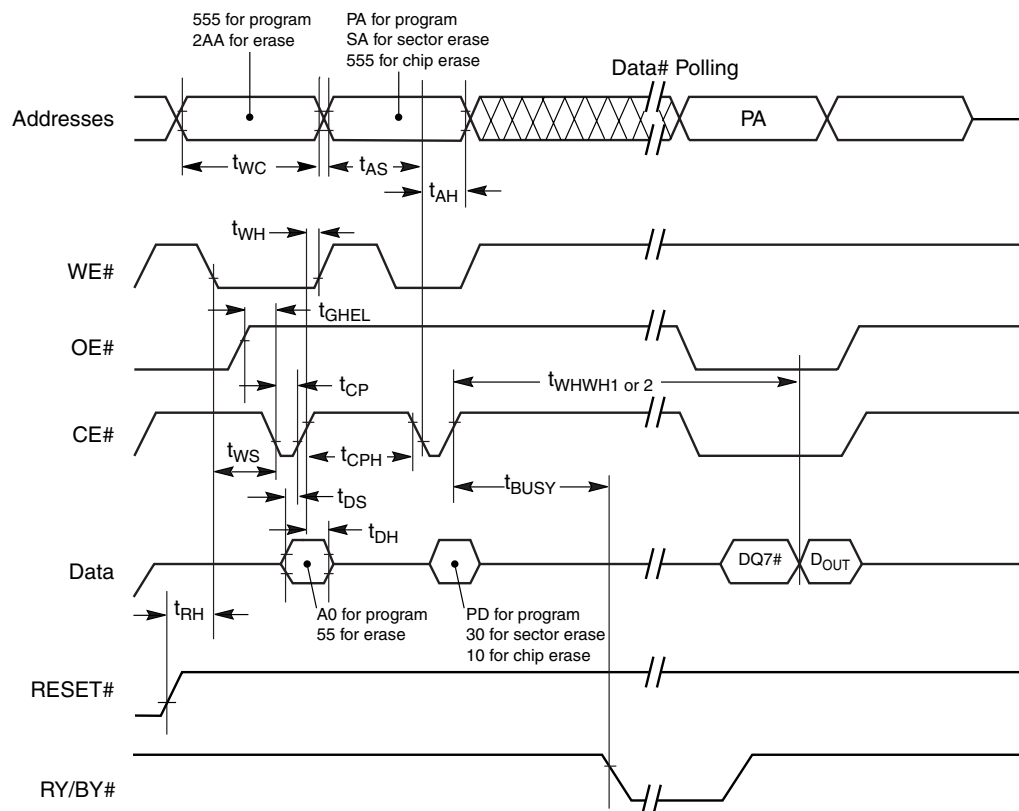 555 for program
2AA for erase
PA for program
SA for sector erase
555 for chip erase
Data# Polling
Addresses
PA
tWC
tAS
tAH
tWH
WE#
tGHEL
OE#
tCP
tWHWH1 or 2
CE#
tWS
tCPH
tBUSY
tDS
tDH
Data
DQ7#
DOUT
tRH
A0 for program
55 for erase
PD for program
30 for sector erase
10 for chip erase
RESET#
RY/BY#